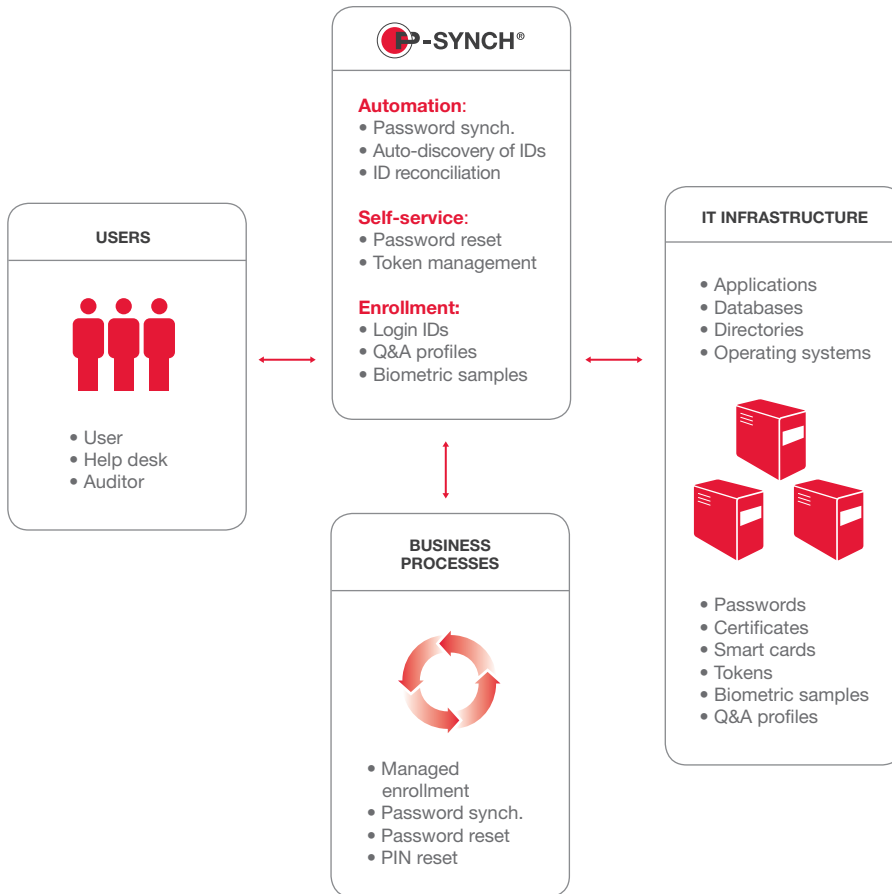 P-SYNCH®
Automation:
• Password synch.
• Auto-discovery of IDs
• ID reconciliation
Self-service:
• Password reset
• Token management
Enrollment:
• Login IDs
• Q&A profiles
• Biometric samples
USERS
• User
• Help desk
• Auditor
IT INFRASTRUCTURE
• Applications
• Databases
• Directories
• Operating systems
• Passwords
• Certificates
• Smart cards
• Tokens
• Biometric samples
• Q&A profiles
BUSINESS
PROCESSES
• Managed
enrollment
• Password synch.
• Password reset
• PIN reset